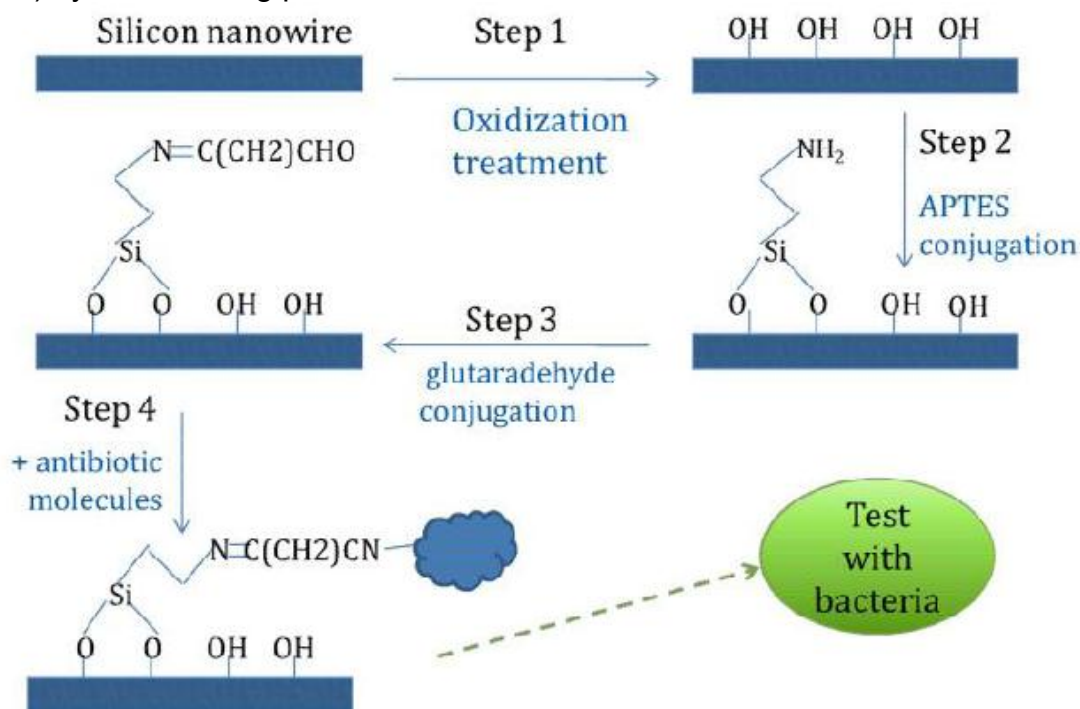 Silicon nanowire
Step 1
Oxidization
treatment
OH OH OH OH
Step 2
APTES
conjugation
NH2
Si
O O OH OH
Step 3
glutaradehyde
conjugation
N=C(CH2)CHO
Si
O O OH OH
Step 4
+ antibiotic
molecules
N=C(CH2)CN
Si
O O OH OH
Test
with
bacteria